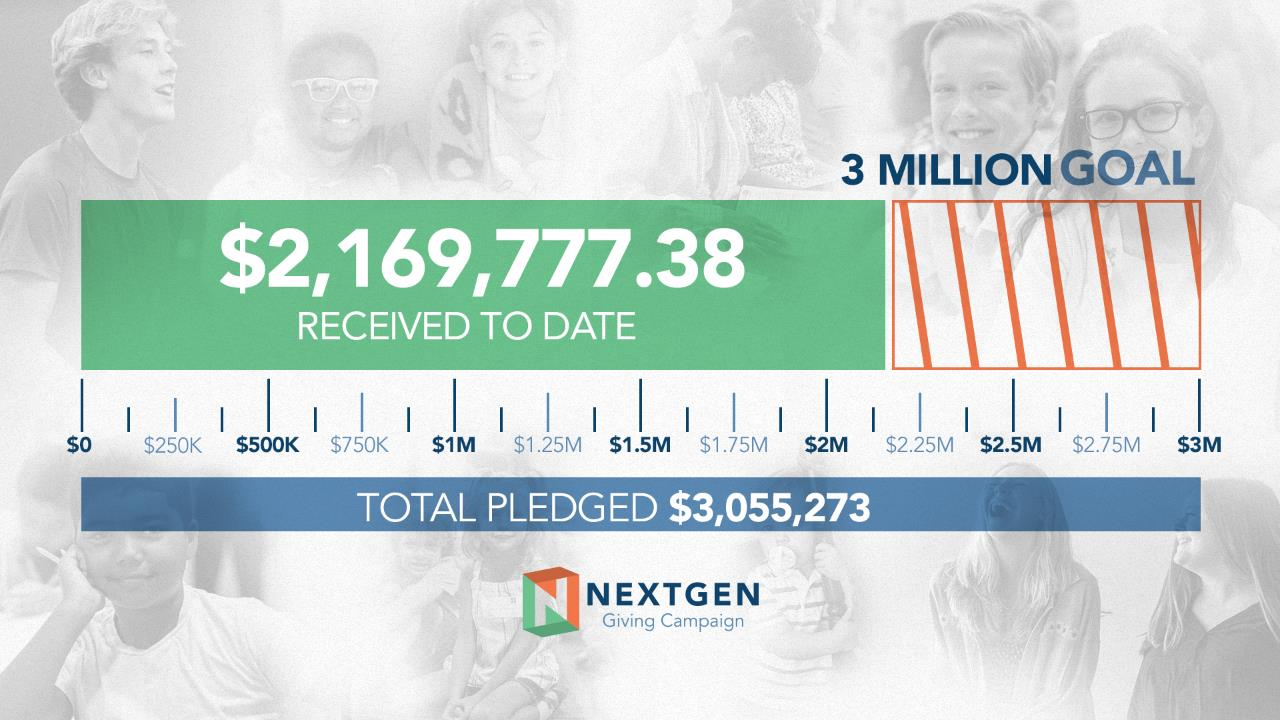 3 MILLION GOAL
$2,169,777.38
RECEIVED TO DATE
$0 $250K $500K $750K $1M $1.25M $1.5M $1.75M $2M $2.25M $2.5M $2.75M $3M
TOTAL PLEDGED $3,055,273
N NEXTGEN
Giving Campaign